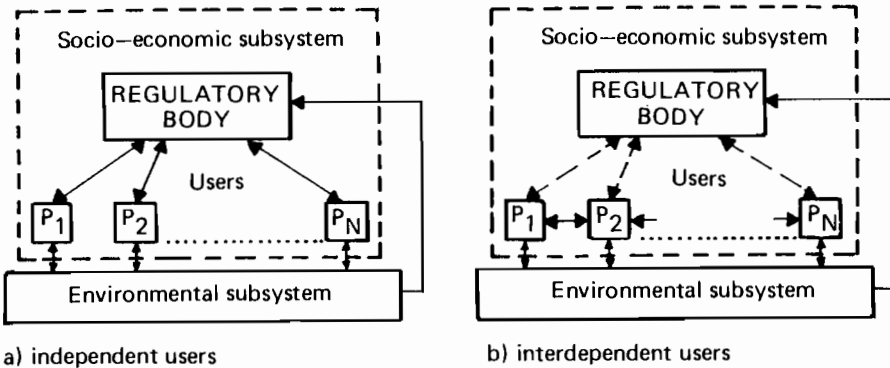 Socio–economic subsystem
REGULATORY
BODY
Users
P1
P2
PN
Environmental subsystem
a) independent users
Socio–economic subsystem
REGULATORY
BODY
Users
P1
P2
PN
Environmental subsystem
b) interdependent users